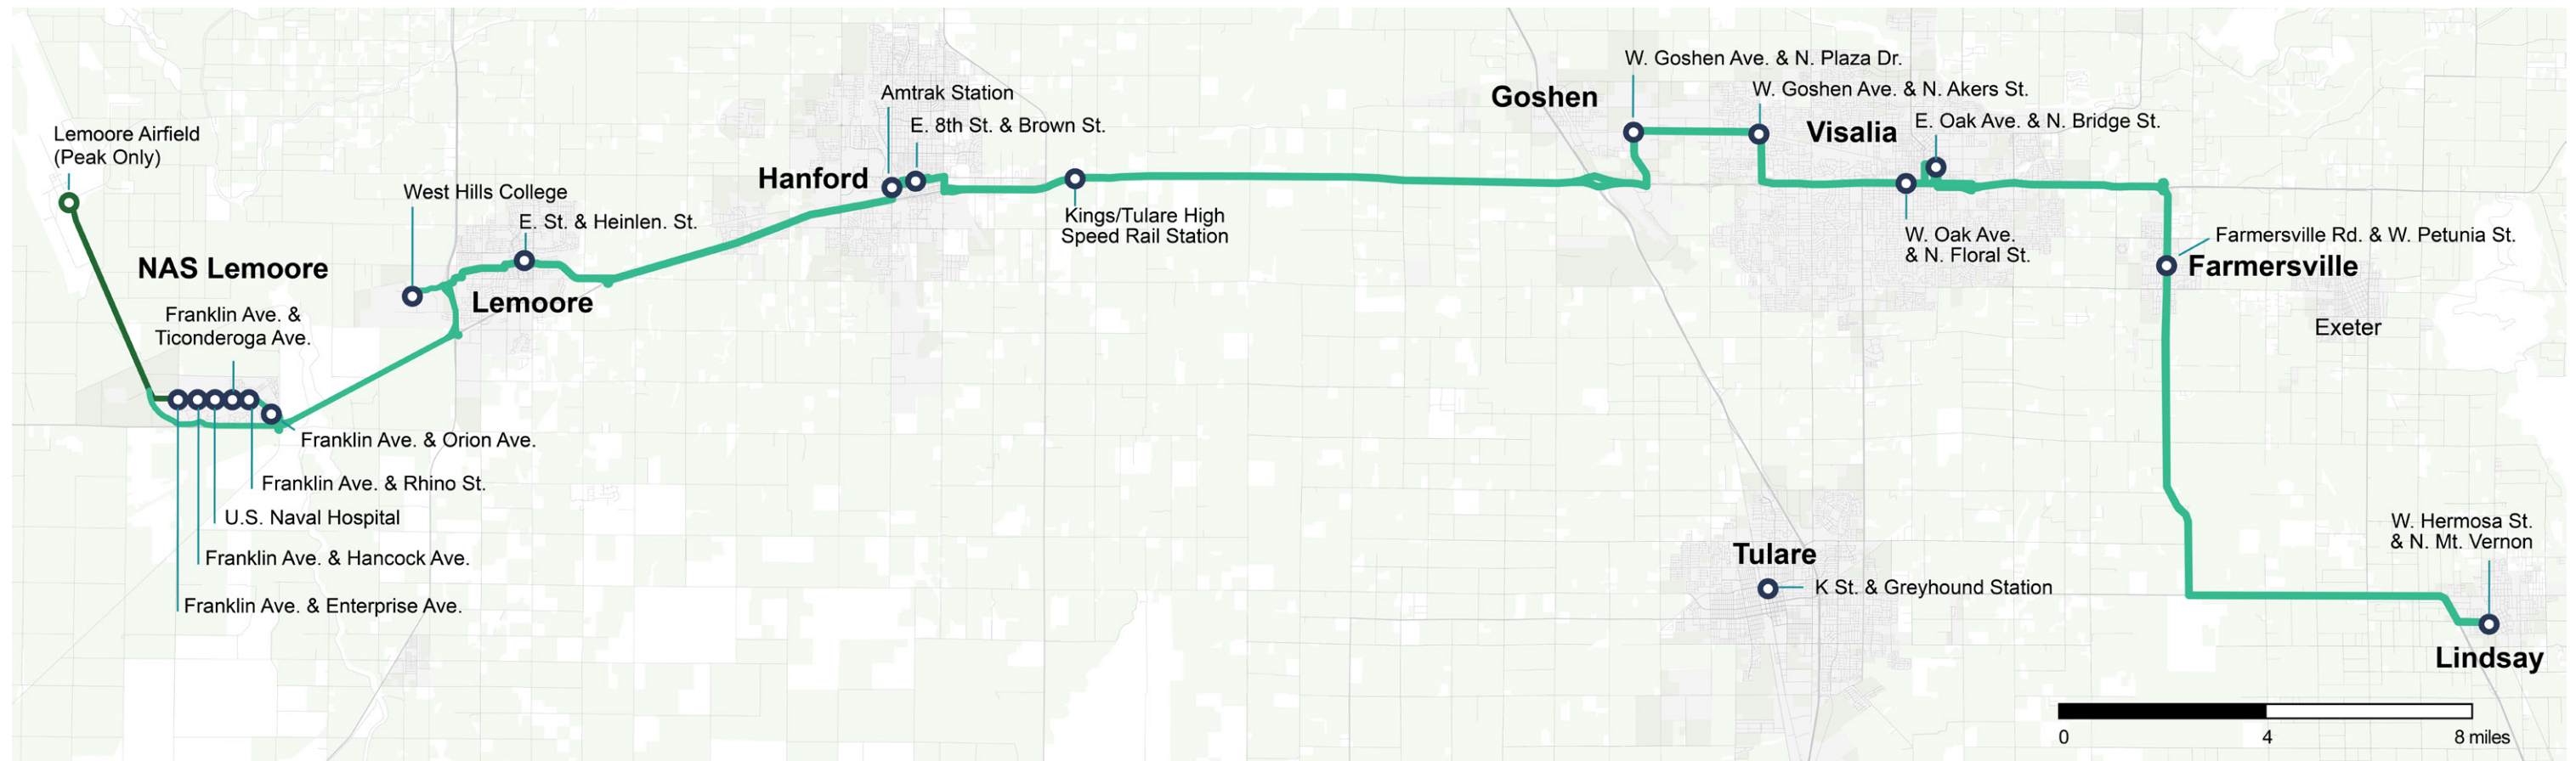 W. Goshen Ave. & N. Plaza Dr.
W. Goshen Ave. & N. Akers St.
Goshen
Amtrak Station
E. 8th St. & Brown St.
E. Oak Ave. & N. Bridge St.
Visalia
Lemoore Airfield
(Peak Only)
Hanford
West Hills College
E. St. & Heinlen. St.
Kings/Tulare High
Speed Rail Station
W. Oak Ave.
& N. Floral St.
Farmersville Rd. & W. Petunia St.
Farmersville
NAS Lemoore
Lemoore
Franklin Ave. &
Ticonderoga Ave.
Exeter
Franklin Ave. & Orion Ave.
Franklin Ave. & Rhino St.
U.S. Naval Hospital
Franklin Ave. & Hancock Ave.
Franklin Ave. & Enterprise Ave.
W. Hermosa St.
& N. Mt. Vernon
Tulare
K St. & Greyhound Station
Lindsay
0 4 8 miles